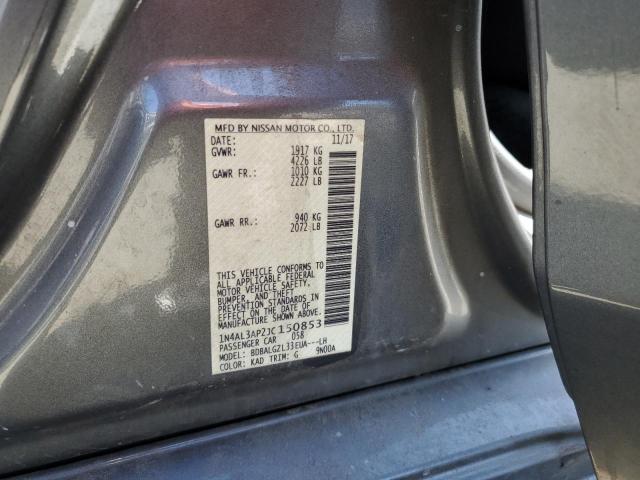 MFD BY NISSAN MOTOR CO., LTD.
DATE: 11/17
GVWR: 1917 KG
4226 LB
GAWR FR.: 1010 KG
2227 LB
GAWR RR.: 940 KG
2072 LB
THIS VEHICLE CONFORMS TO
ALL APPLICABLE FEDERAL
MOTOR VEHICLE SAFETY,
BUMPER, AND THEFT
PREVENTION STANDARDS IN
EFFECT ON THE DATE OF
MANUFACTURE SHOWN ABOVE.
1N4AL3AP2JC150853
PASSENGER CAR 058
MODEL: BDBALGZL33EUA---LH
COLOR: KAD TRIM: G 9N00A